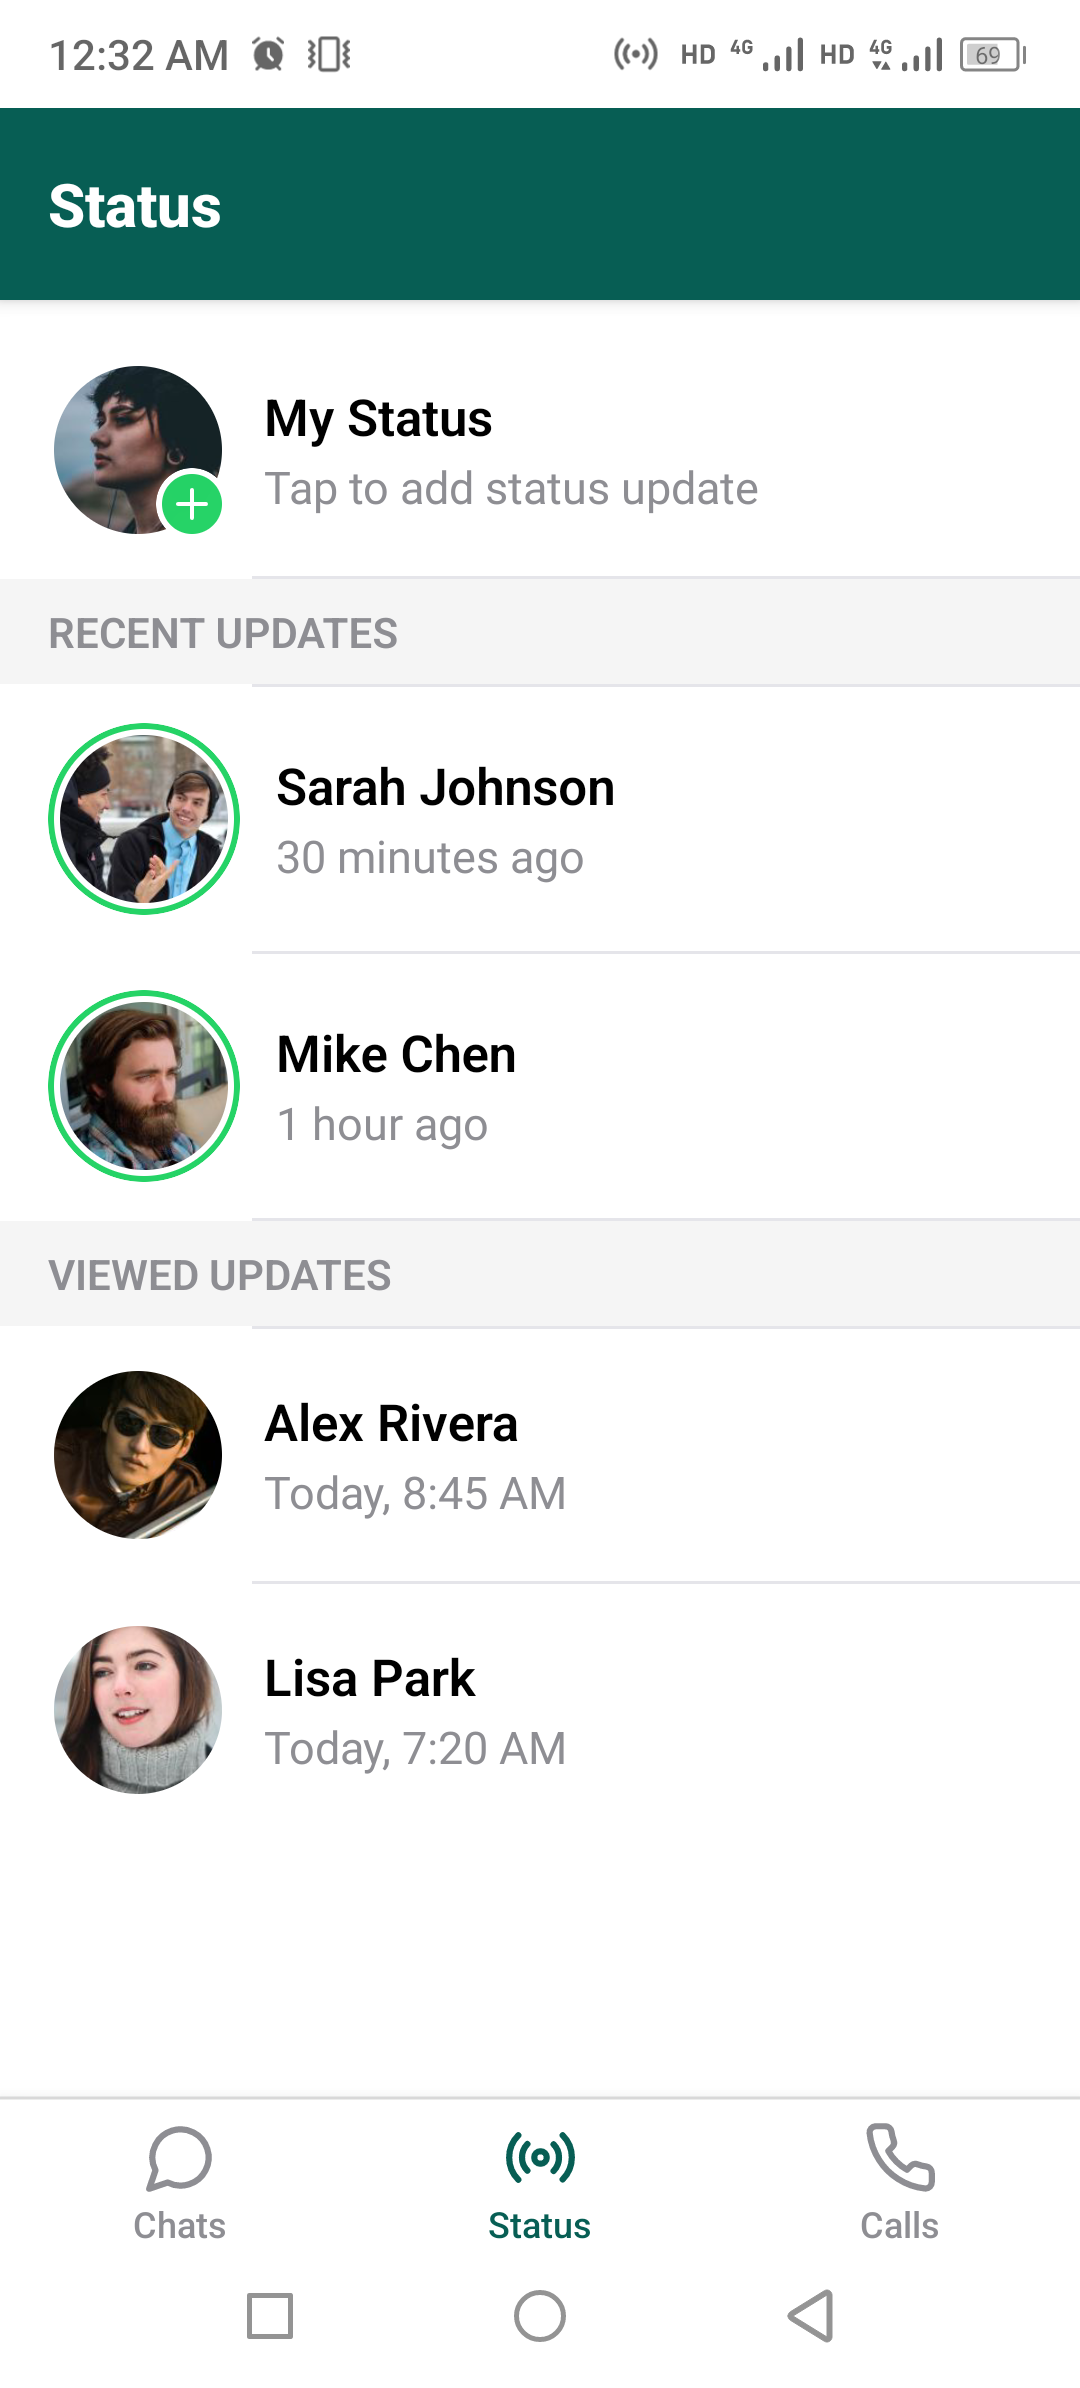 12:32 AM HD 4G HD 4G 69
Status
My Status
Tap to add status update
RECENT UPDATES
Sarah Johnson
30 minutes ago
Mike Chen
1 hour ago
VIEWED UPDATES
Alex Rivera
Today, 8:45 AM
Lisa Park
Today, 7:20 AM
Chats Status Calls